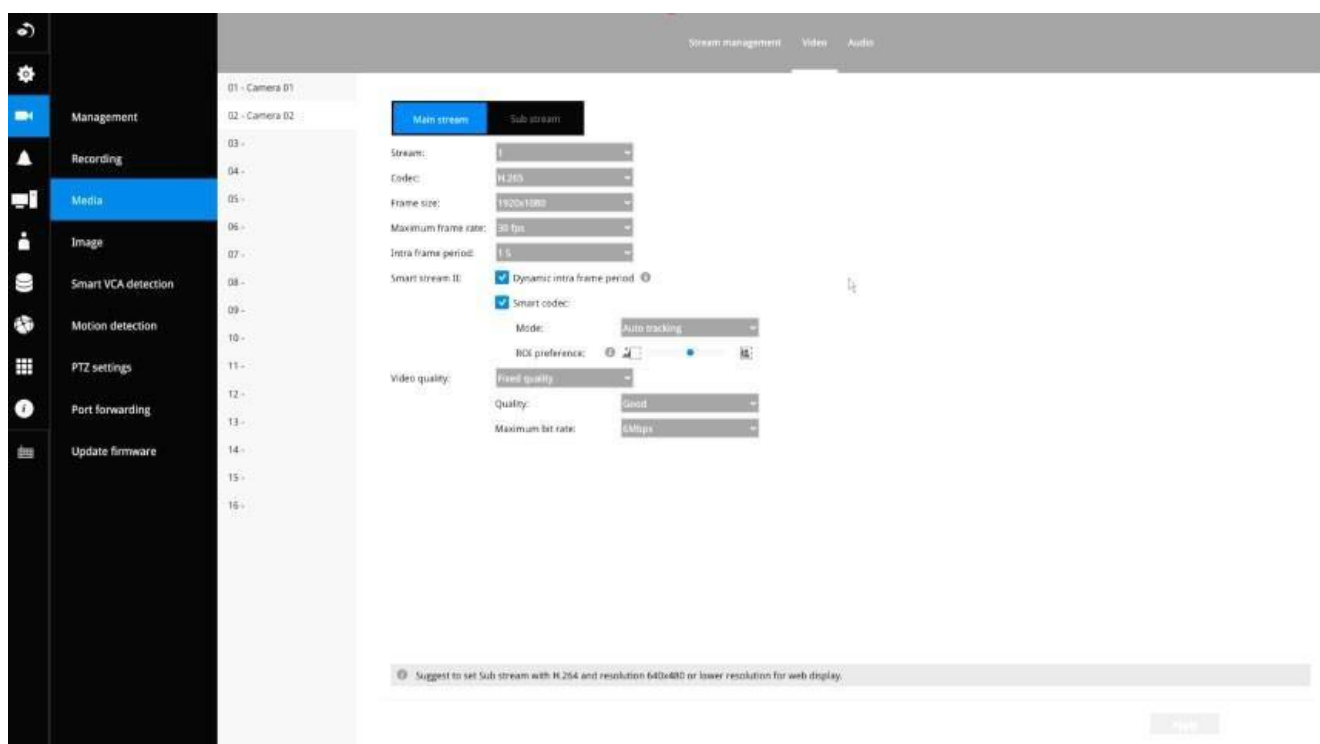 Stream management Video Audio
Management
Recording
Media
Image
Smart VCA detection
Motion detection
PTZ settings
Port forwarding
Update firmware
01 - Camera 01
02 - Camera 02
03 -
04 -
05 -
06 -
07 -
08 -
09 -
10 -
11 -
12 -
13 -
14 -
15 -
16 -
Main stream Sub stream
Stream: 1
Codec: H.265
Frame size: 1920x1080
Maximum frame rate: 30 fps
Intra frame period: 1 S
Smart stream II: Dynamic intra frame period
Smart codec:
Mode: Auto tracking
ROI preference:
Video quality: Fixed quality
Quality: Good
Maximum bit rate: 6Mbps
Suggest to set Sub stream with H.264 and resolution 640x480 or lower resolution for web display.